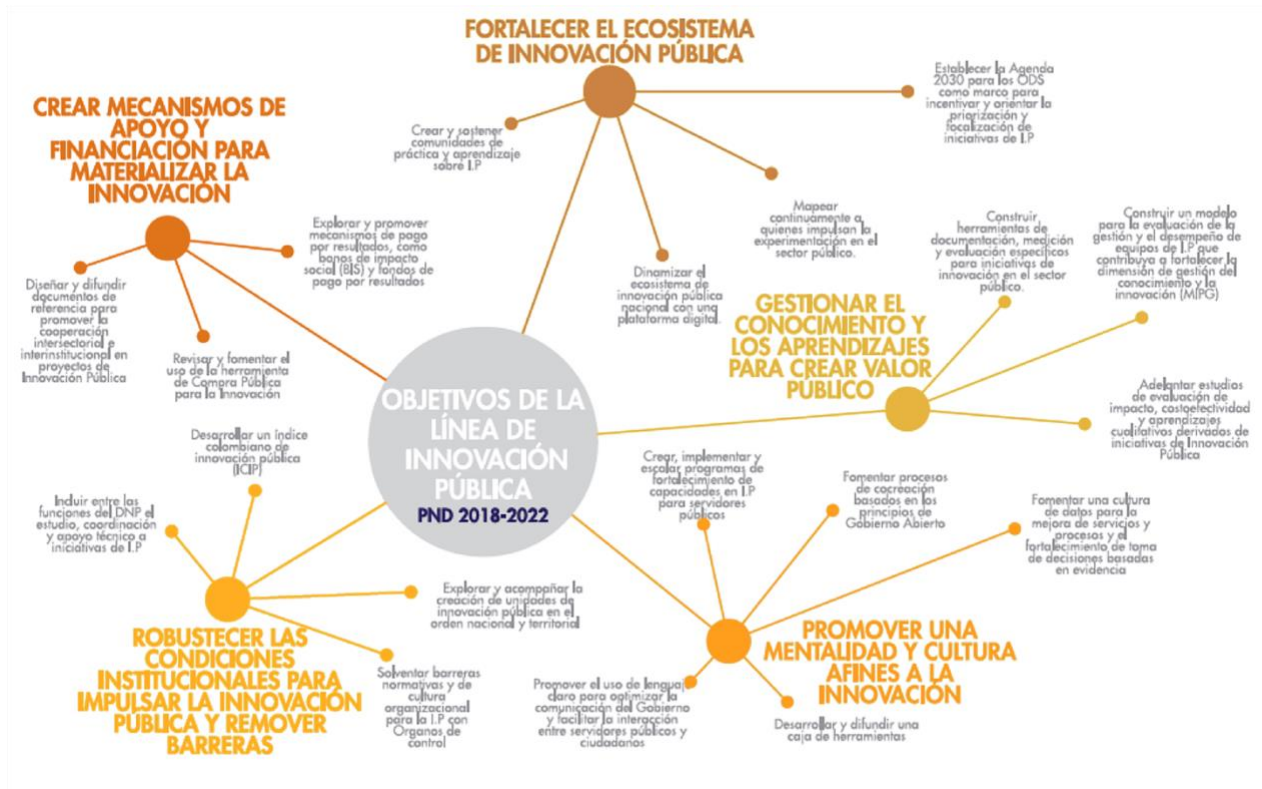 FORTALECER EL ECOSISTEMA
DE INNOVACIÓN PÚBLICA
Crear y sostener
comunidades de
práctica y aprendizaje
sobre I.P
Dinamizar el
ecosistema de
innovación pública
nacional con una
plataforma digital.
Mapear
continuamente a
quienes impulsan la
experimentación en el
sector público.
Establecer la Agenda
2030 para los ODS
como marco para
incentivar y orientar la
priorización y
focalización de
iniciativas de I.P
CREAR MECANISMOS DE
APOYO Y
FINANCIACIÓN PARA
MATERIALIZAR LA
INNOVACIÓN
Diseñar y difundir
documentos de
referencia para
promover la
cooperación
intersectorial e
interinstitucional en
proyectos de
Innovación Pública
Revisar y fomentar el
uso de la herramienta
de Compra Pública
para la Innovación
Explorar y promover
mecanismos de pago
por resultados, como
bonos de impacto
social (BIS) y fondos de
pago por resultados
GESTIONAR EL
CONOCIMIENTO Y
LOS APRENDIZAJES
PARA CREAR VALOR
PÚBLICO
Construir
herramientas de
documentación, medición
y evaluación específicos
para iniciativas de
innovación en el sector
público.
Construir un modelo
para la evaluación de la
gestión y el desempeño de
equipos de I.P que
contribuya a fortalecer la
dimensión de gestión del
conocimiento y la
innovación (MIPG)
Adelantar estudios
de evaluación de
impacto, costoefectividad
y aprendizajes
cualitativos derivados de
iniciativas de Innovación
Pública
OBJETIVOS DE LA
LÍNEA DE
INNOVACIÓN
PÚBLICA
PND 2018-2022
Desarrollar un índice
colombiano de
innovación pública
(ICIP)
Incluir entre las
funciones del DNP el
estudio, coordinación
y apoyo técnico a
iniciativas de I.P
Explorar y acompañar la
creación de unidades de
innovación pública en el
orden nacional y territorial
Solventar barreras
normativas y de
cultura
organizacional
para la I.P con
Organos de
control
ROBUSTECER LAS
CONDICIONES
INSTITUCIONALES PARA
IMPULSAR LA INNOVACIÓN
PÚBLICA Y REMOVER
BARRERAS
Crear, implementar y
escalar programas de
fortalecimiento de
capacidades en I.P
para servidores
públicos
Fomentar procesos
de cocreación
basados en los
principios de
Gobierno Abierto
Fomentar una cultura
de datos para la
mejora de servicios y
procesos y el
fortalecimiento de toma
de decisiones basadas
en evidencia
PROMOVER UNA
MENTALIDAD Y CULTURA
AFINES A LA
INNOVACIÓN
Promover el uso de lenguaje
claro para optimizar la
comunicación del Gobierno
y facilitar la interacción
entre servidores públicos y
ciudadanos
Desarrollar y difundir una
caja de herramientas